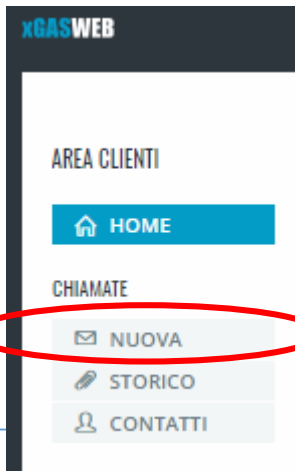 xGASWEB
AREA CLIENTI
HOME
CHIAMATE
NUOVA
STORICO
CONTATTI